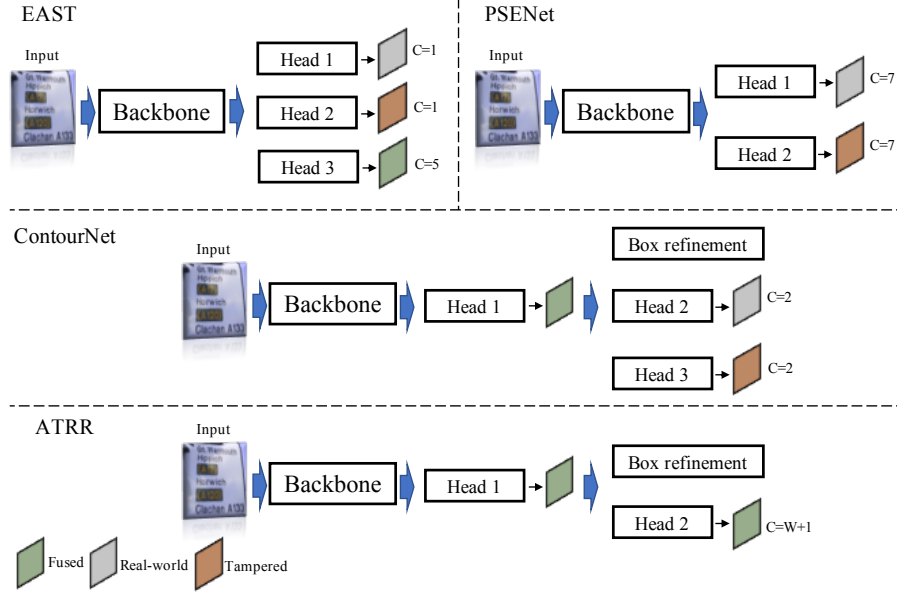 EAST
Input
Backbone
Head 1
C=1
Head 2
C=1
Head 3
C=5
PSENet
Input
Backbone
Head 1
C=7
Head 2
C=7
ContourNet
Input
Backbone
Head 1
Box refinement
Head 2
C=2
Head 3
C=2
ATRR
Input
Backbone
Head 1
Box refinement
Head 2
C=W+1
Fused
Real-world
Tampered